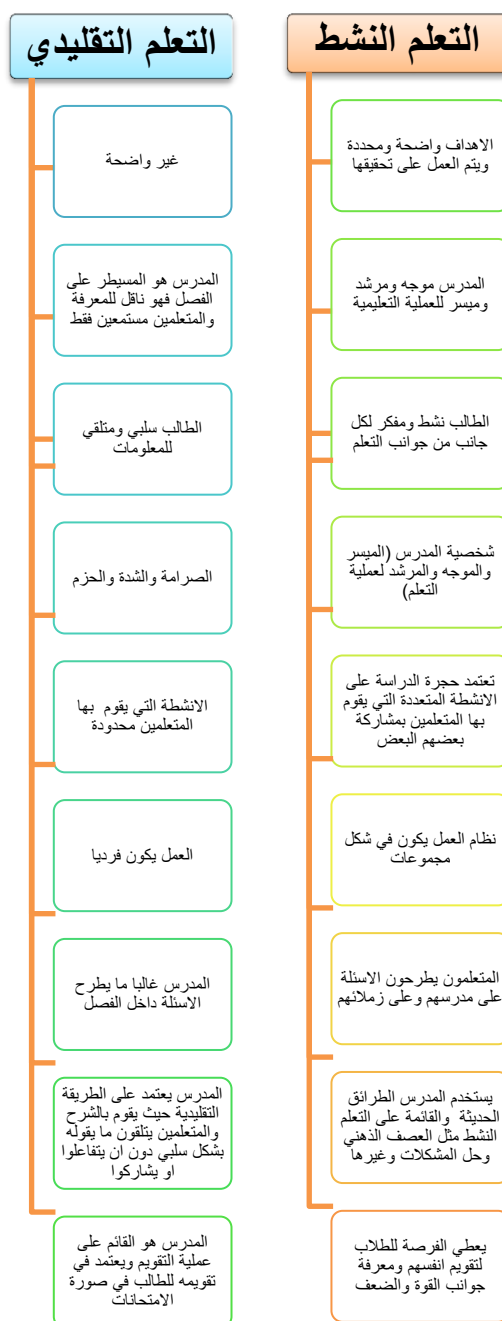 التعلم النشط
الاهداف واضحة ومحددة
ويتم العمل على تحقيقها
المدرس موجه ومرشد
وميسر للعملية التعليمية
الطالب نشط ومفكر لكل
جانب من جوانب التعلم
شخصية المدرس (الميسر
والموجه والمرشد لعملية
التعلم)
تعتمد حجرة الدراسة على
الانشطة المتعددة التي يقوم
بها المتعلمين بمشاركة
بعضهم البعض
نظام العمل يكون في شكل
مجموعات
المتعلمون يطرحون الاسئلة
على مدرسهم وعلى زملائهم
يستخدم المدرس الطرائق
الحديثة والقائمة على التعلم
النشط مثل العصف الذهني
وحل المشكلات وغيرها
يعطي الفرصة للطلاب
لتقويم انفسهم ومعرفة
جوانب القوة والضعف
التعلم التقليدي
غير واضحة
المدرس هو المسيطر على
الفصل فهو ناقل للمعرفة
والمتعلمين مستمعين فقط
الطالب سلبي ومتلقي
للمعلومات
الصرامة والشدة والحزم
الانشطة التي يقوم بها
المتعلمين محدودة
العمل يكون فرديا
المدرس غالبا ما يطرح
الاسئلة داخل الفصل
المدرس يعتمد على الطريقة
التقليدية حيث يقوم بالشرح
والمتعلمين يتلقون ما يقوله
بشكل سلبي دون ان يتفاعلوا
او يشاركوا
المدرس هو القائم على
عملية التقويم ويعتمد في
تقويمه للطالب في صورة
الامتحانات